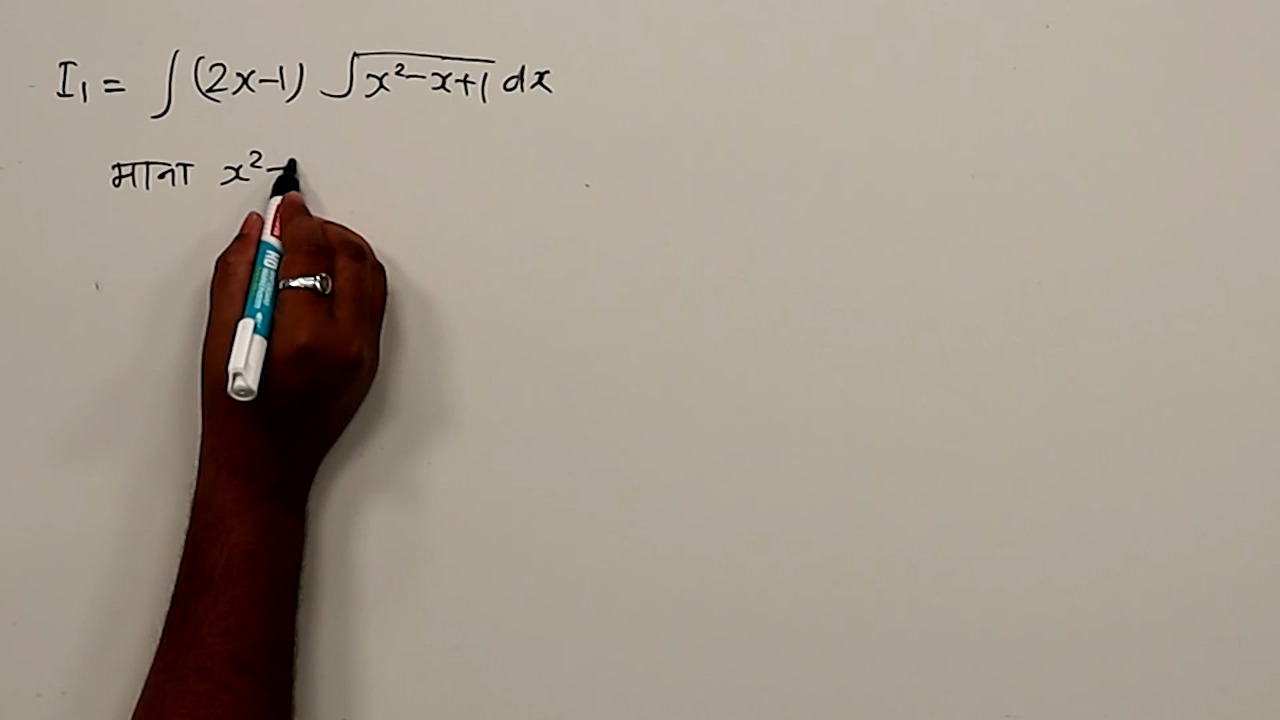 I₁ = ∫ (2x-1) √(x²-x+1) dx
माना x²-